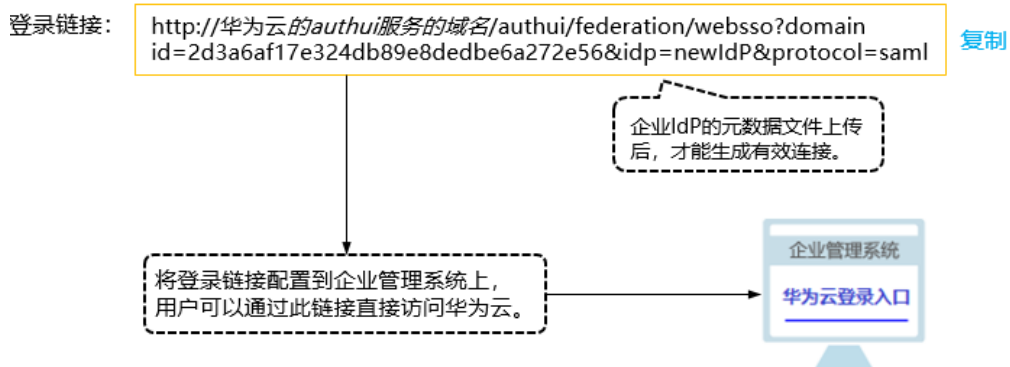 登录链接：
http://华为云的authui服务的域名/authui/federation/websso?domain
id=2d3a6af17e324db89e8dedbe6a272e56&idp=newIdP&protocol=saml
复制
企业IdP的元数据文件上传
后，才能生成有效连接。
将登录链接配置到企业管理系统上，
用户可以通过此链接直接访问华为云。
企业管理系统
华为云登录入口